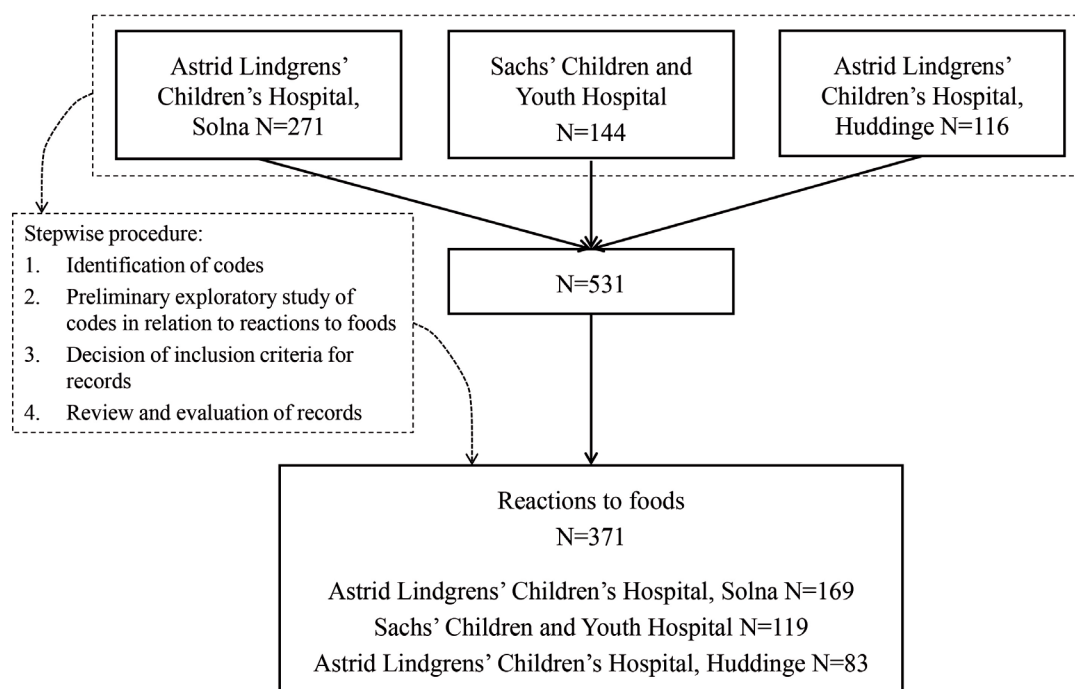 Astrid Lindgrens’
Children’s Hospital,
Solna N=271
Sachs’ Children and
Youth Hospital
N=144
Astrid Lindgrens’
Children’s Hospital,
Huddinge N=116
Stepwise procedure:
1. Identification of codes
2. Preliminary exploratory study of
codes in relation to reactions to foods
3. Decision of inclusion criteria for
records
4. Review and evaluation of records
N=531
Reactions to foods
N=371
Astrid Lindgrens’ Children’s Hospital, Solna N=169
Sachs’ Children and Youth Hospital N=119
Astrid Lindgrens’ Children’s Hospital, Huddinge N=83